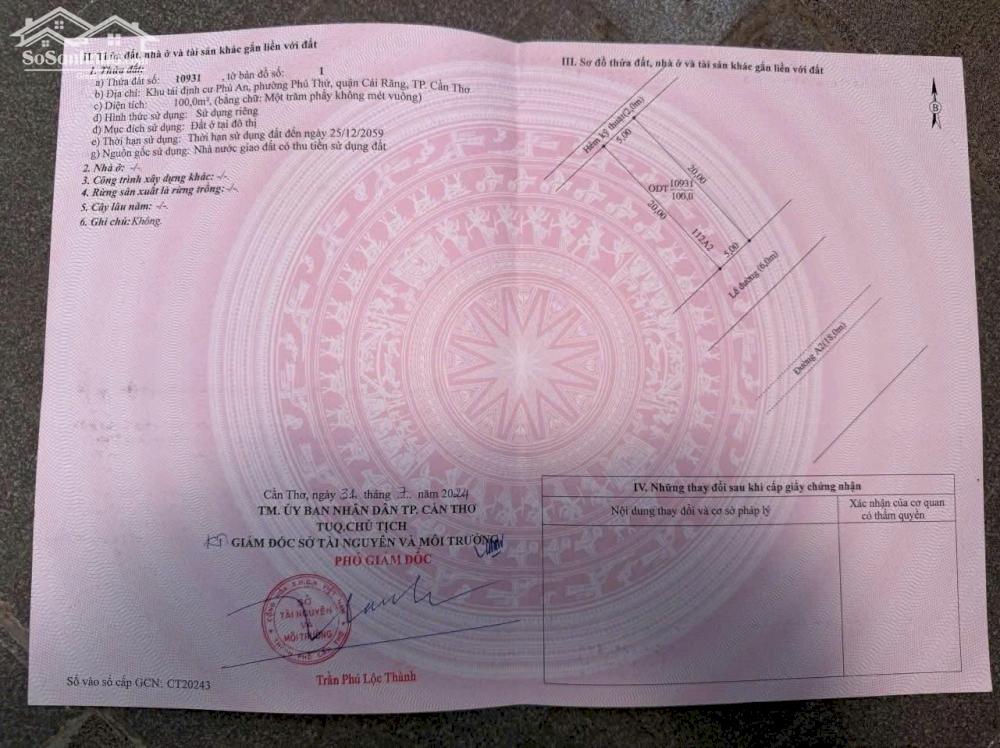 II. Thửa đất, nhà ở và tài sản khác gắn liền với đất
1. Thửa đất:
a) Thửa đất số: 10931 , tờ bản đồ số: 1
b) Địa chỉ: Khu tái định cư Phú An, phường Phú Thứ, quận Cái Răng, TP. Cần Thơ
c) Diện tích: 100,0m², (bằng chữ: Một trăm phẩy không mét vuông)
d) Hình thức sử dụng: Sử dụng riêng
đ) Mục đích sử dụng: Đất ở tại đô thị
e) Thời hạn sử dụng: Thời hạn sử dụng đất đến ngày 25/12/2059
g) Nguồn gốc sử dụng: Nhà nước giao đất có thu tiền sử dụng đất
2. Nhà ở: -/-
3. Công trình xây dựng khác: -/-
4. Rừng sản xuất là rừng trồng: -/-
5. Cây lâu năm: -/-
6. Ghi chú: Không.
Cần Thơ, ngày 31 tháng 7 năm 2024
TM. ỦY BAN NHÂN DÂN TP. CẦN THƠ
TUQ.CHỦ TỊCH
KT GIÁM ĐỐC SỞ TÀI NGUYÊN VÀ MÔI TRƯỜNG
PHÓ GIÁM ĐỐC
SỞ
TÀI NGUYÊN
VÀ
MÔI TRƯỜNG
Trần Phú Lộc Thành
Số vào sổ cấp GCN: CT20243
III. Sơ đồ thửa đất, nhà ở và tài sản khác gắn liền với đất
B
Hẻm kỹ thuật(2,0m)
5,00
20,00
ODT 10931
100,0
20,00
112A2
5,00
Lề đường (6,0m)
Đường A2(18,0m)
IV. Những thay đổi sau khi cấp giấy chứng nhận
Nội dung thay đổi và cơ sở pháp lý
Xác nhận của cơ quan
có thẩm quyền